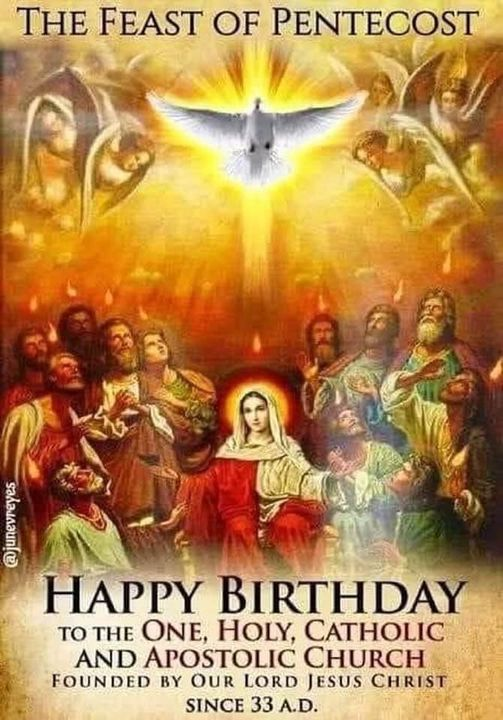 THE FEAST OF PENTECOST
@junevreyes
HAPPY BIRTHDAY
TO THE ONE, HOLY, CATHOLIC
AND APOSTOLIC CHURCH
FOUNDED BY OUR LORD JESUS CHRIST
SINCE 33 A.D.